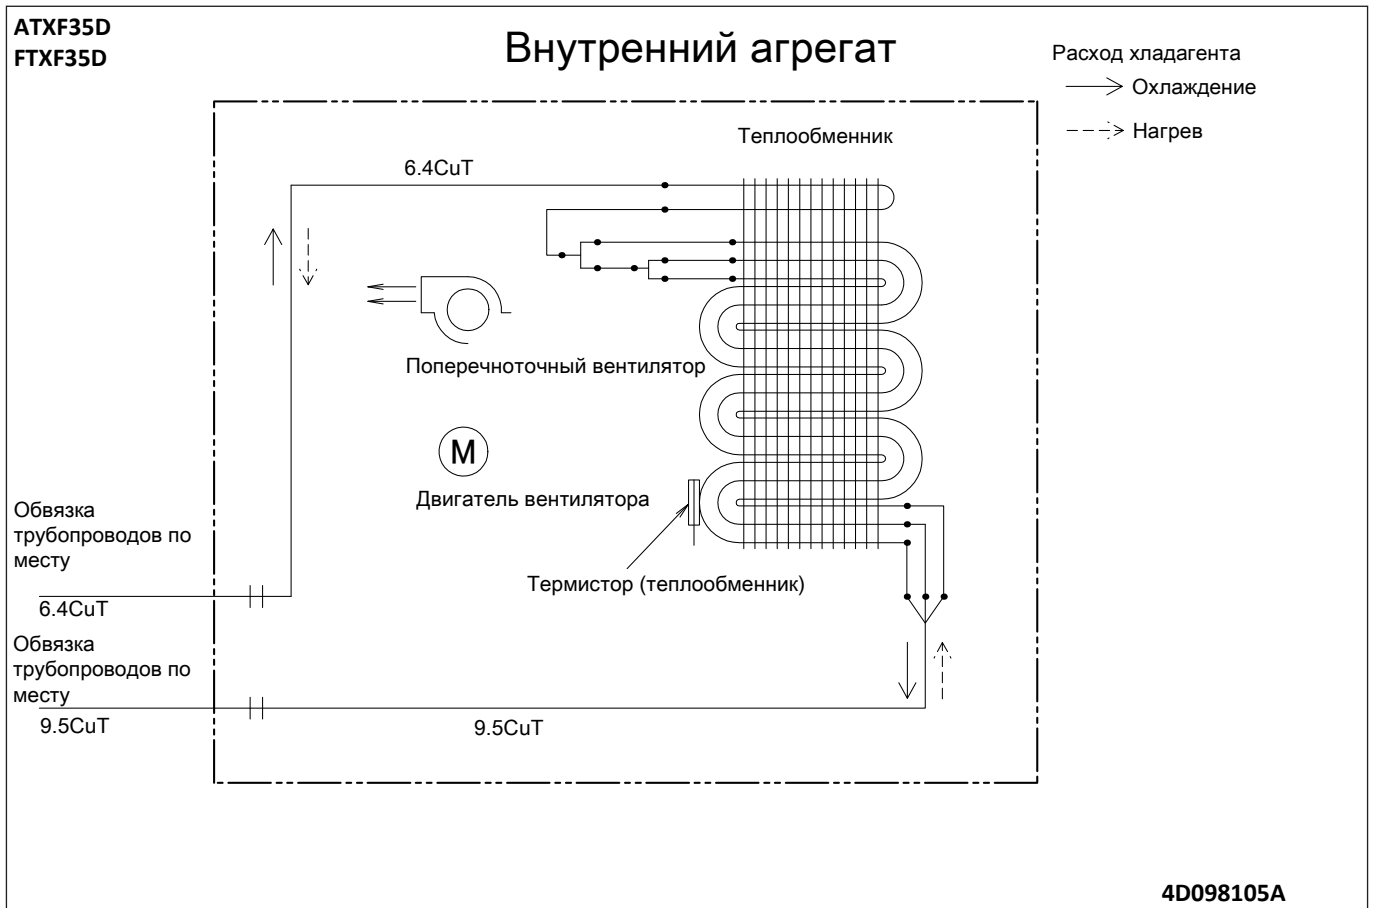 ATXF35D
FTXF35D
Внутренний агрегат
Расход хладагента
Охлаждение
Нагрев
Теплообменник
6.4CuT
Поперечноточный вентилятор
M
Двигатель вентилятора
Термистор (теплообменник)
Обвязка
трубопроводов по
месту
6.4CuT
Обвязка
трубопроводов по
месту
9.5CuT
9.5CuT
4D098105A